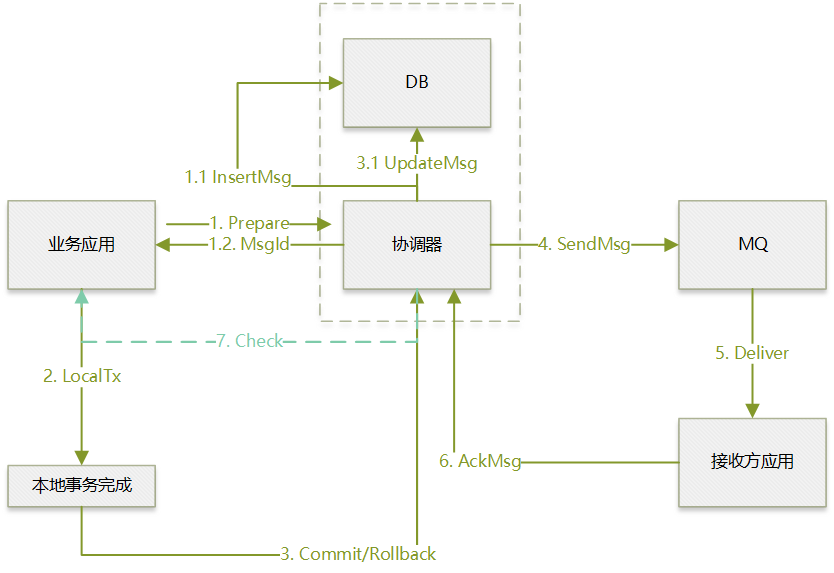 DB
3.1 UpdateMsg
1.1 InsertMsg
业务应用
1. Prepare
1.2. MsgId
协调器
4. SendMsg
MQ
7. Check
5. Deliver
2. LocalTx
6. AckMsg
接收方应用
本地事务完成
3. Commit/Rollback